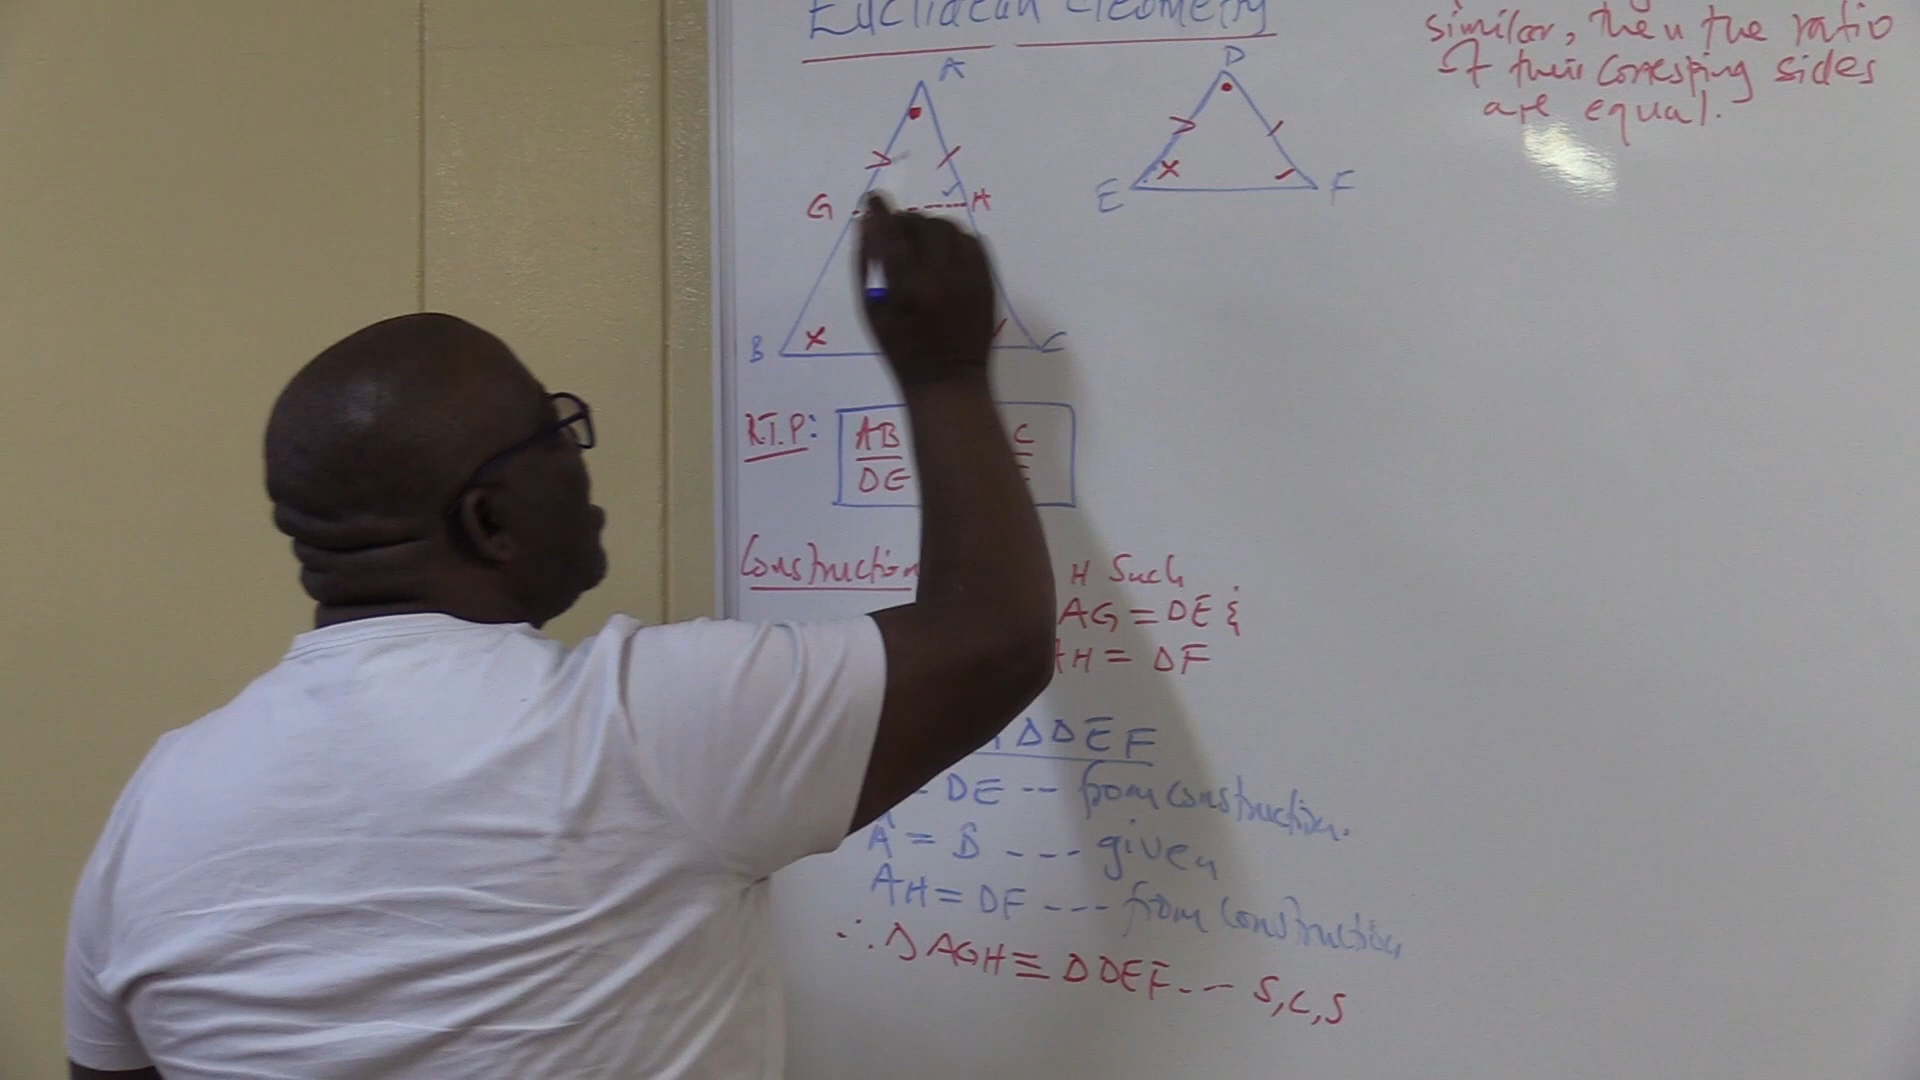 Euclidean Geometry
similar, then the ratio
of their corresping sides
are equal.
A
D
G
H
E
F
B
C
R.T.P:
AB
DE
C
Construction
H Such
AG = DE &
AH = DF
ΔDEF
= DE -- from construction.
Â = B --- given
AH = DF --- from Construction
∴ Δ AGH ≡ Δ DEF -- S,L,S